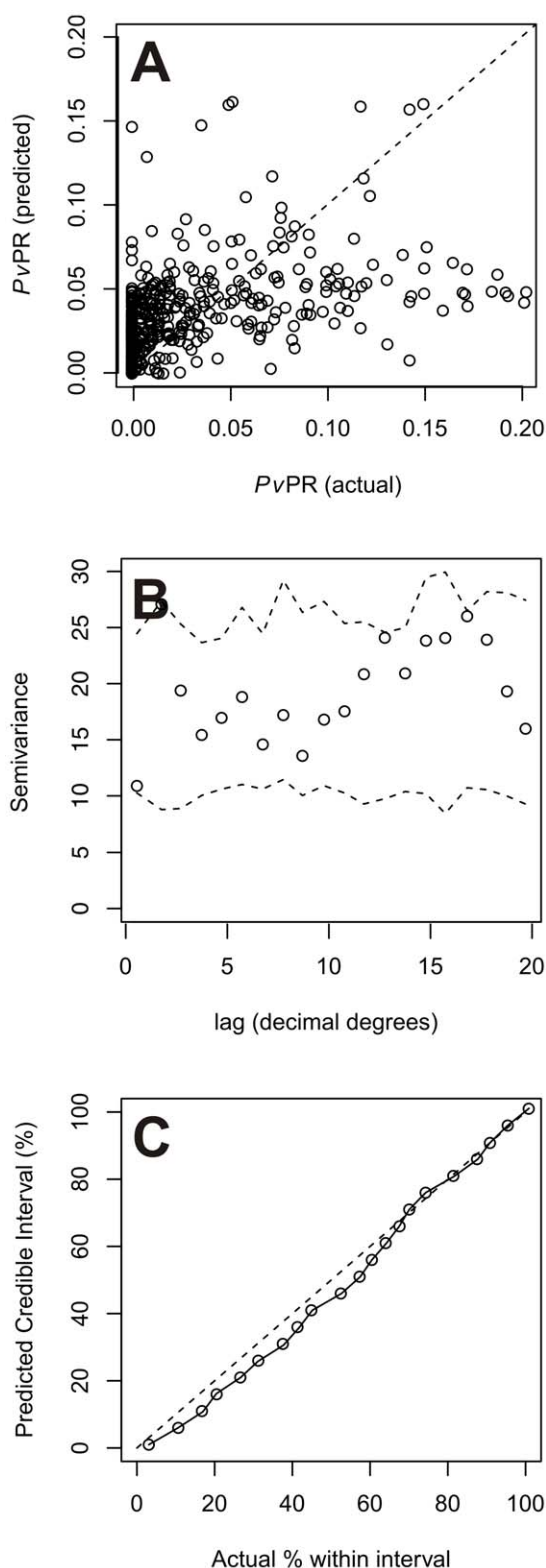 A
PvPR (predicted)
0.20
0.15
0.10
0.05
0.00
0.00 0.05 0.10 0.15 0.20
PvPR (actual)
B
Semivariance
30
25
20
15
10
5
0
0 5 10 15 20
lag (decimal degrees)
C
Predicted Credible Interval (%)
100
80
60
40
20
0
0 20 40 60 80 100
Actual % within interval